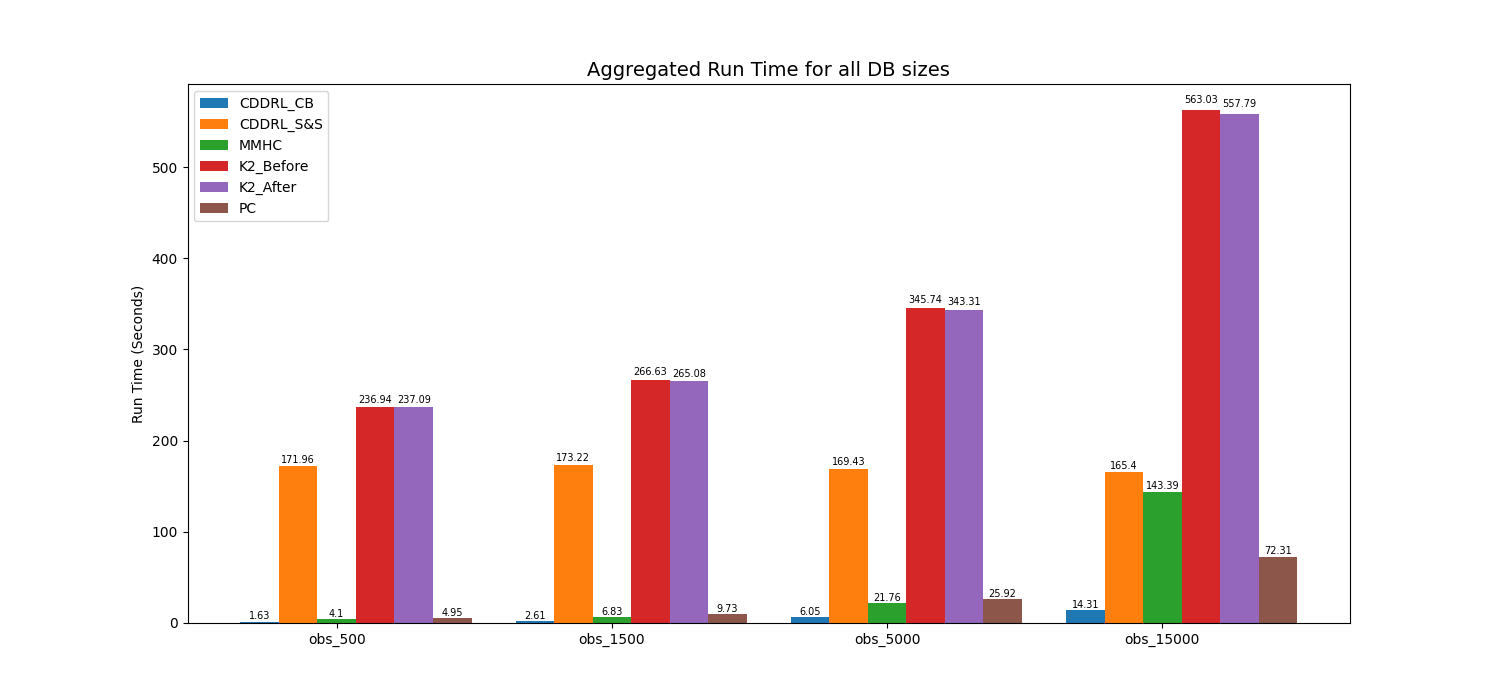 Aggregated Run Time for all DB sizes
CDDRL_CB
CDDRL_S&S
MMHC
K2_Before
K2_After
PC
Run Time (Seconds)
500
400
300
200
100
0
1.63
171.96
4.1
236.94
237.09
4.95
2.61
173.22
6.83
266.63
265.08
9.73
6.05
169.43
21.76
345.74
343.31
25.92
14.31
165.4
143.39
563.03
557.79
72.31
obs_500
obs_1500
obs_5000
obs_15000